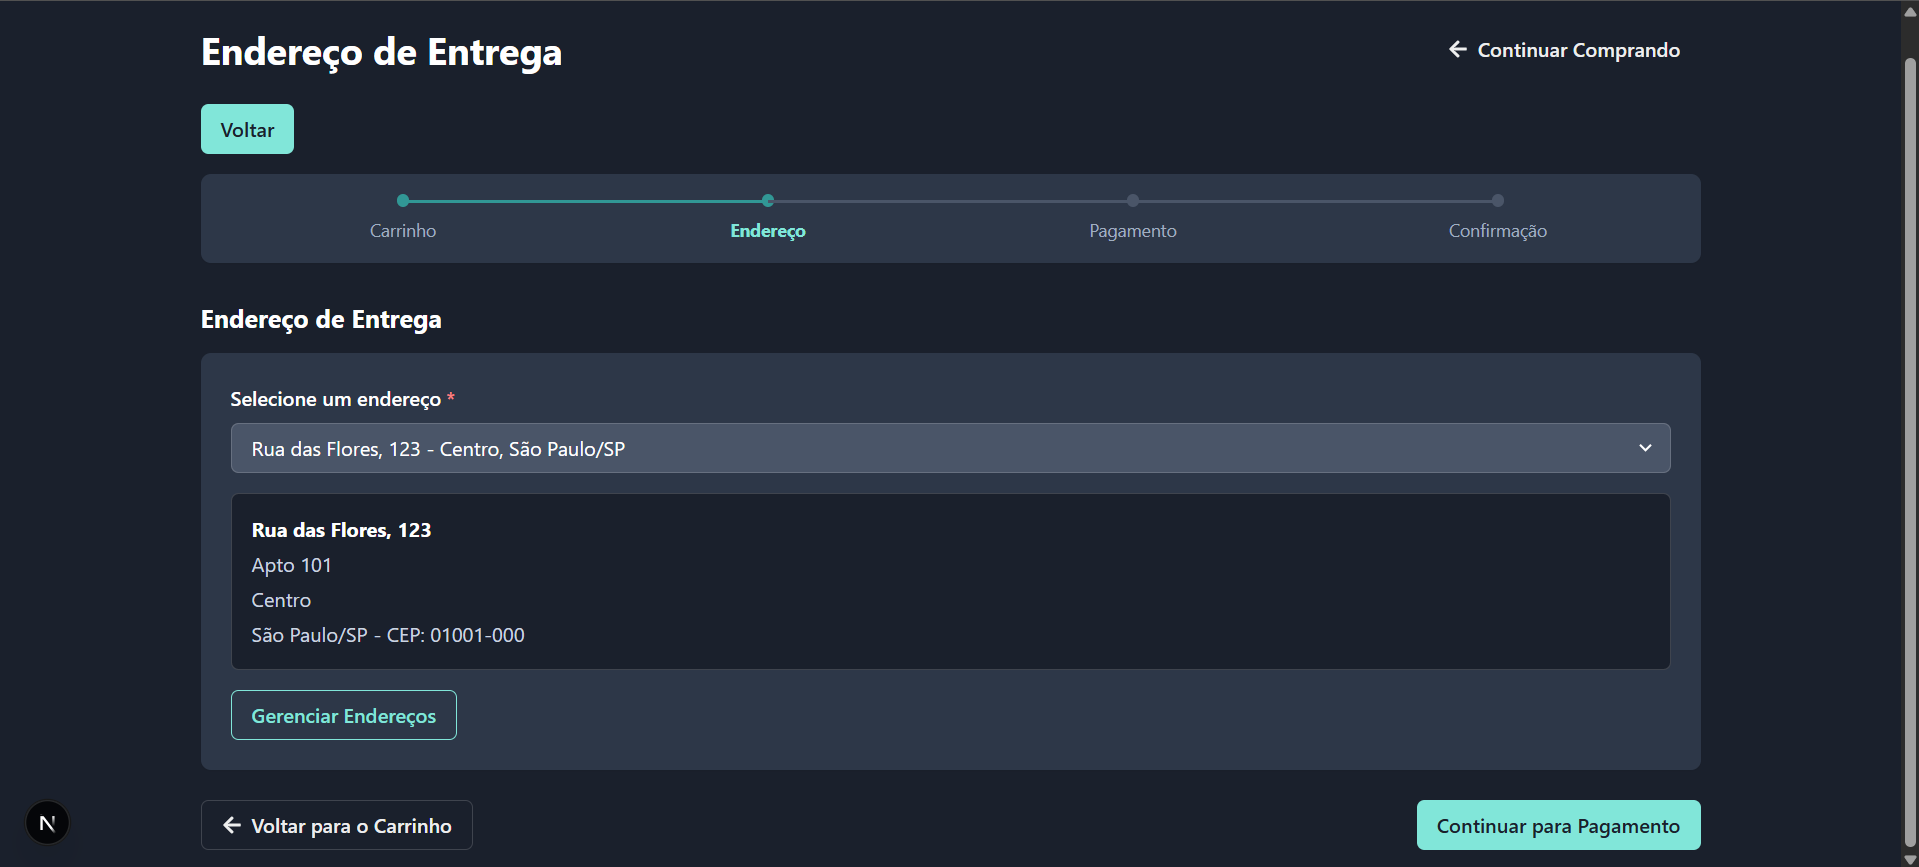 Endereço de Entrega
Continuar Comprando
Voltar
Carrinho
Endereço
Pagamento
Confirmação
Endereço de Entrega
Selecione um endereço *
Rua das Flores, 123 - Centro, São Paulo/SP
Rua das Flores, 123
Apto 101
Centro
São Paulo/SP - CEP: 01001-000
Gerenciar Endereços
N
Voltar para o Carrinho
Continuar para Pagamento